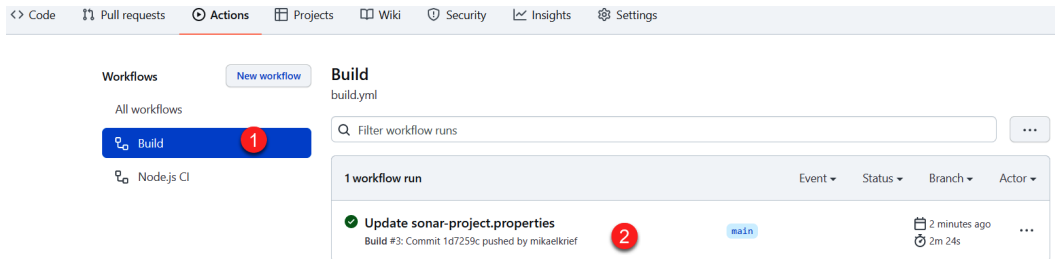 <> Code Pull requests Actions Projects Wiki Security Insights Settings
Workflows New workflow
All workflows
Build 1
Node.js CI
Build
build.yml
Filter workflow runs ...
1 workflow run Event Status Branch Actor
Update sonar-project.properties
Build #3: Commit 1d7259c pushed by mikaelkrief 2
main
2 minutes ago
2m 24s
...